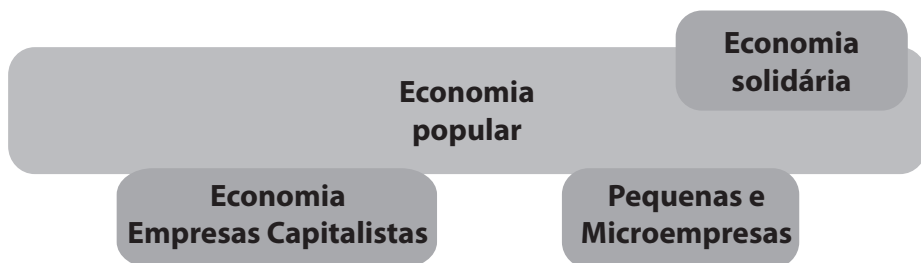 Economia
solidária
Economia
popular
Economia
Empresas Capitalistas
Pequenas e
Microempresas